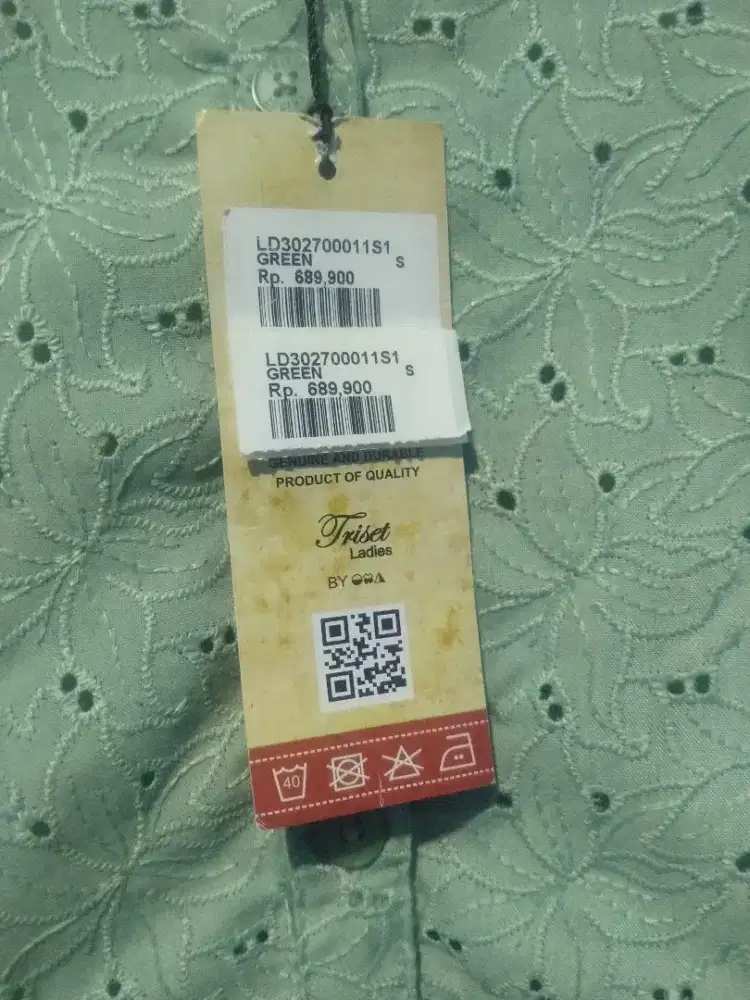 LD302700011S1
GREEN S
Rp. 689,900
LD302700011S1
GREEN S
Rp. 689,900
GENUINE AND DURABLE
PRODUCT OF QUALITY
Triset
Ladies
BY
40